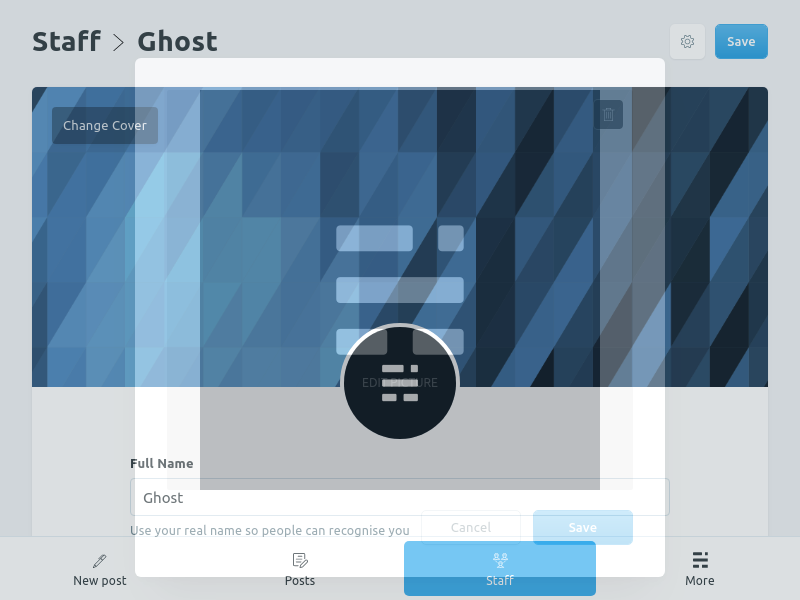 Staff > Ghost
Save
Change Cover
EDIT PICTURE
Full Name
Ghost
Use your real name so people can recognise you
Cancel
Save
New post
Posts
Staff
More